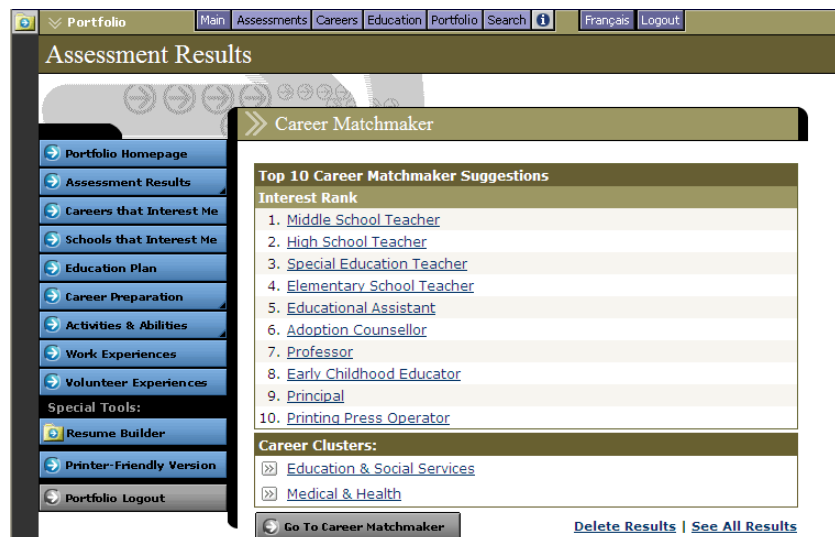 Portfolio Main Assessments Careers Education Portfolio Search Français Logout
Assessment Results
Career Matchmaker
Portfolio Homepage
Assessment Results
Careers that Interest Me
Schools that Interest Me
Education Plan
Career Preparation
Activities & Abilities
Work Experiences
Volunteer Experiences
Special Tools:
Resume Builder
Printer-Friendly Version
Portfolio Logout
Top 10 Career Matchmaker Suggestions
Interest Rank
1. Middle School Teacher
2. High School Teacher
3. Special Education Teacher
4. Elementary School Teacher
5. Educational Assistant
6. Adoption Counsellor
7. Professor
8. Early Childhood Educator
9. Principal
10. Printing Press Operator
Career Clusters:
Education & Social Services
Medical & Health
Go To Career Matchmaker
Delete Results | See All Results